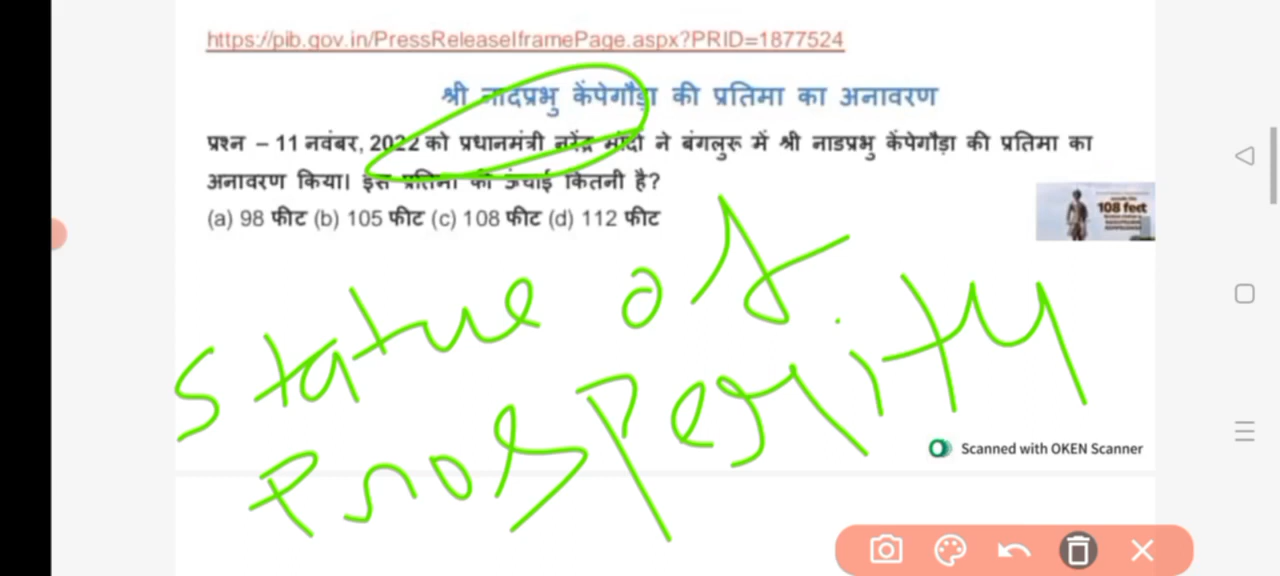 https://pib.gov.in/PressReleaseIframePage.aspx?PRID=1877524
श्री नादप्रभु केंपेगौड़ा की प्रतिमा का अनावरण
प्रश्न – 11 नवंबर, 2022 को प्रधानमंत्री नरेंद्र मोदी ने बंगलुरू में श्री नाडप्रभु केंपेगौड़ा की प्रतिमा का
अनावरण किया। इस प्रतिमा की ऊंचाई कितनी है?
(a) 98 फीट (b) 105 फीट (c) 108 फीट (d) 112 फीट
108 feet
Statue of
Prosperity
Scanned with OKEN Scanner